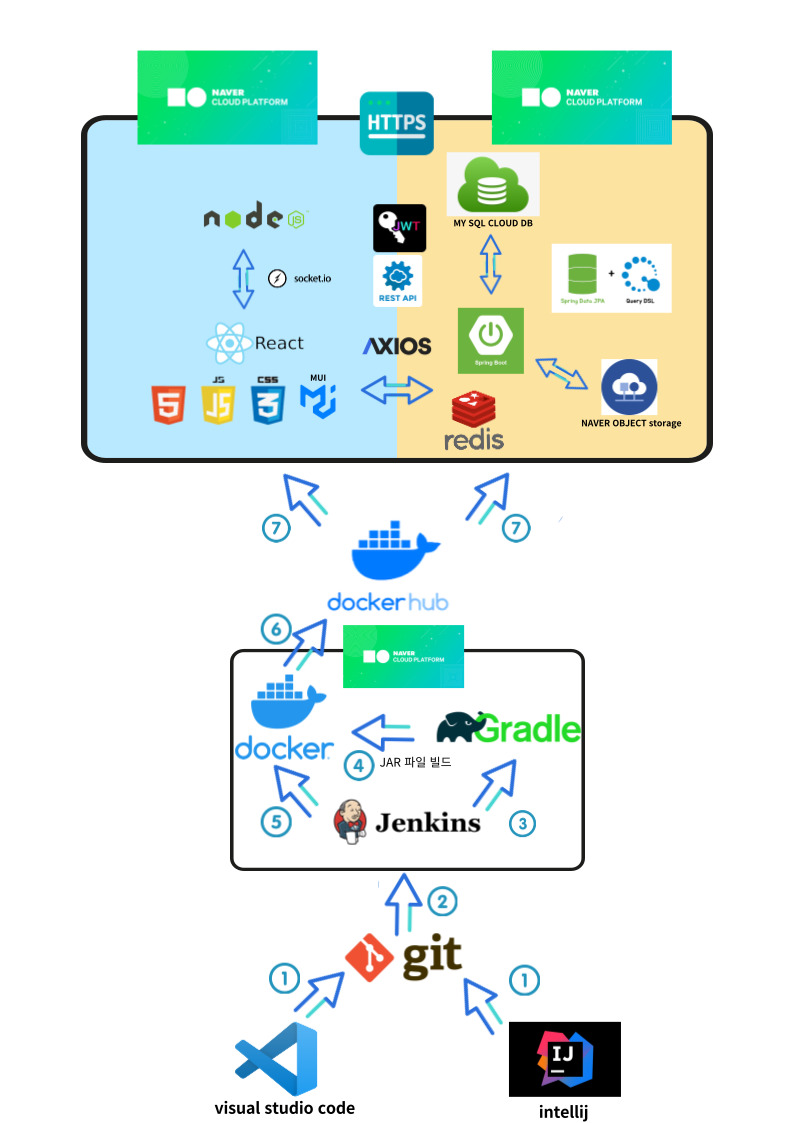 NAVER
CLOUD PLATFORM
NAVER
CLOUD PLATFORM
HTTPS
node
JS
socket.io
React
5
JS
JS
CSS
3
MUI
JWT
REST API
AXIOS
MY SQL CLOUD DB
Spring Data JPA
+
Query DSL
Spring Boot
redis
NAVER OBJECT storage
7
7
docker hub
6
NAVER
CLOUD PLATFORM
docker
Gradle
4
JAR 파일 빌드
5
Jenkins
3
2
git
1
1
IJ
visual studio code
intellij